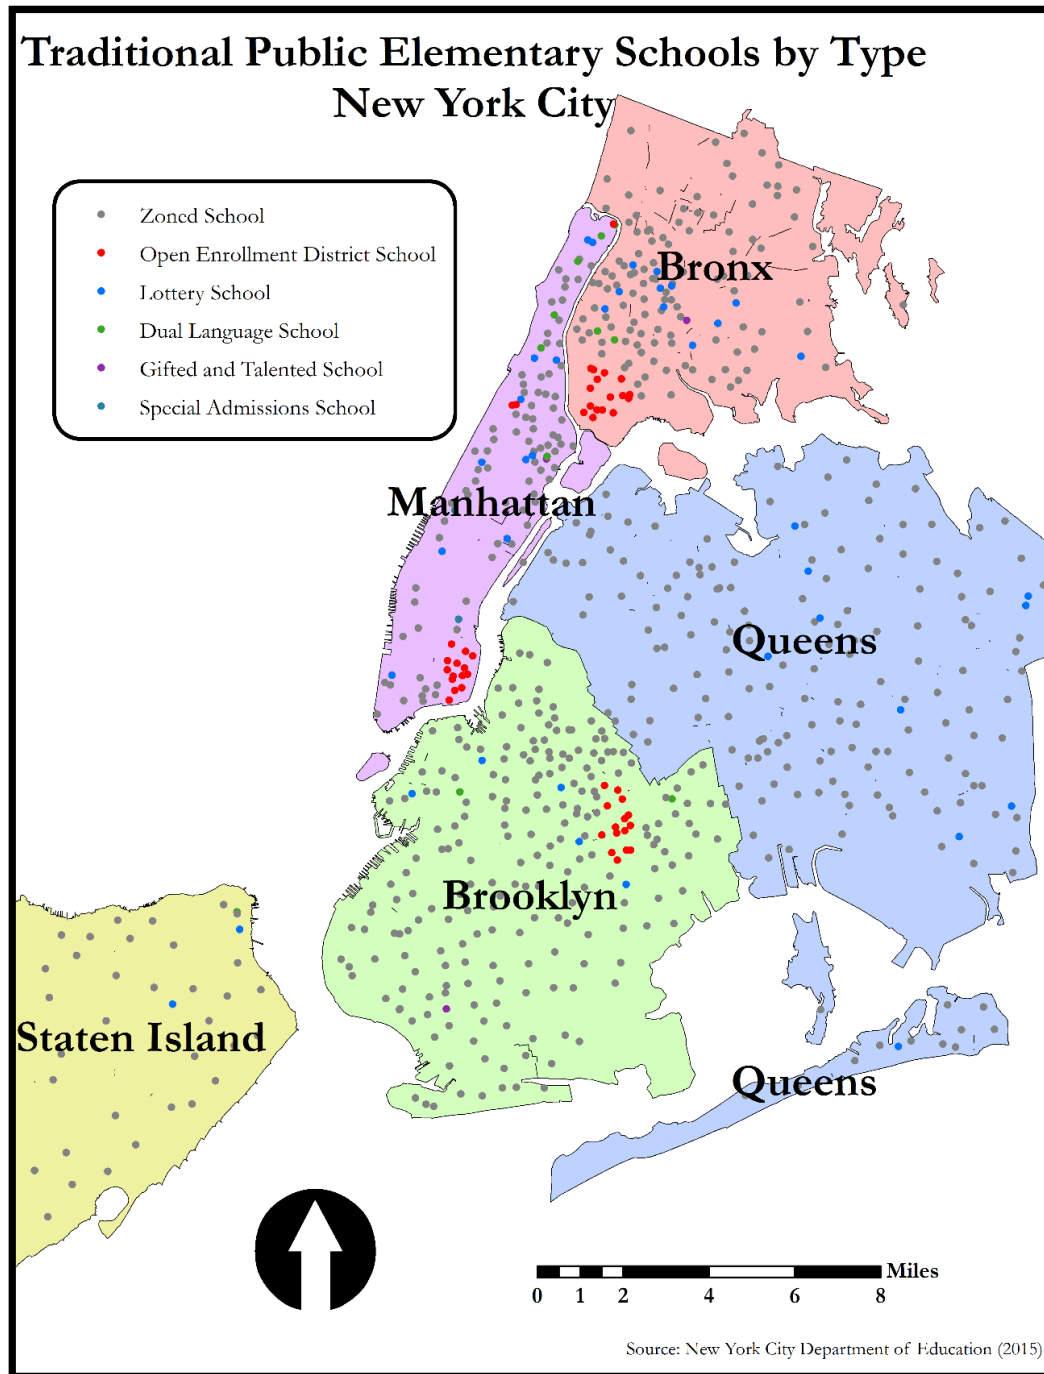 Traditional Public Elementary Schools by Type
New York City
Zoned School
Open Enrollment District School
Lottery School
Dual Language School
Gifted and Talented School
Special Admissions School
Bronx
Manhattan
Queens
Brooklyn
Staten Island
Queens
Miles
0 1 2 4 6 8
Source: New York City Department of Education (2015)